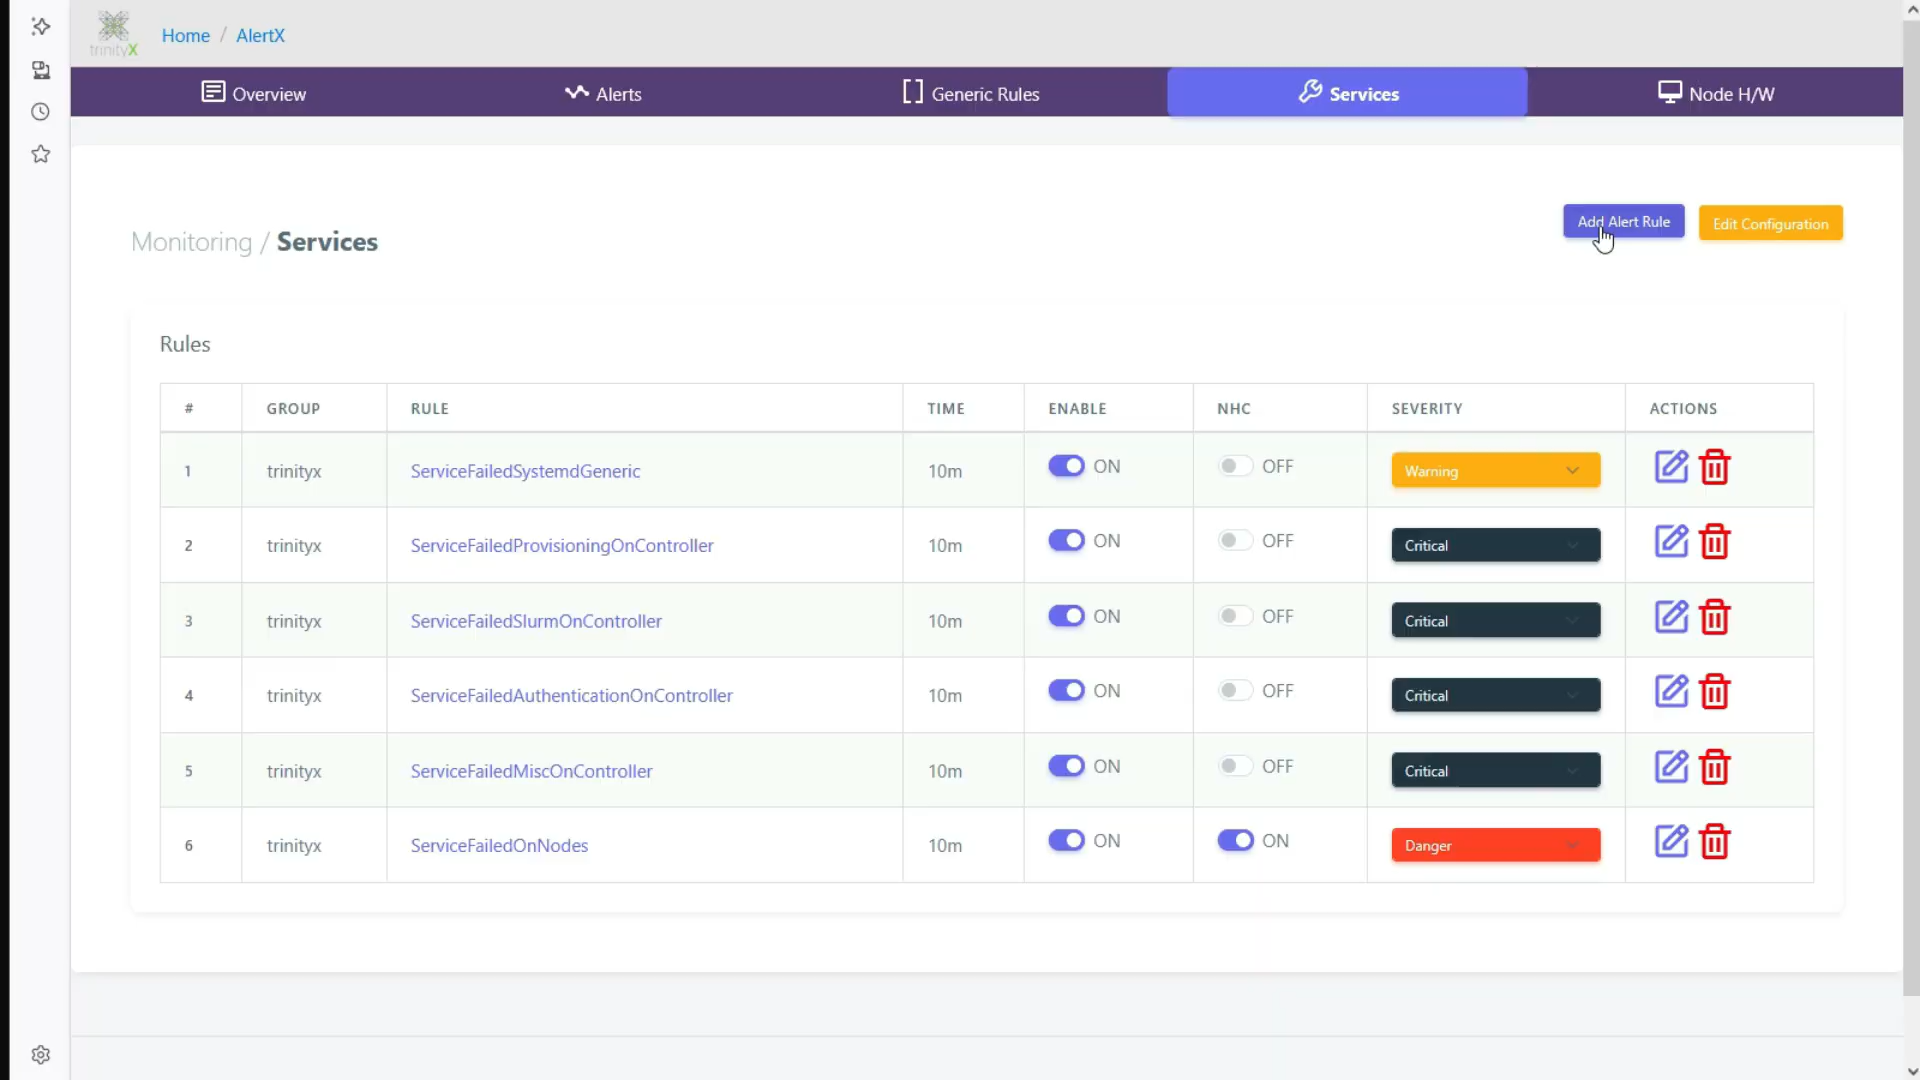 trinityX
Home / AlertX
Overview
Alerts
Generic Rules
Services
Node H/W
Monitoring / Services
Add Alert Rule
Edit Configuration
Rules
# GROUP RULE TIME ENABLE NHC SEVERITY ACTIONS
1 trinityx ServiceFailedSystemdGeneric 10m ON OFF Warning
2 trinityx ServiceFailedProvisioningOnController 10m ON OFF Critical
3 trinityx ServiceFailedSlurmOnController 10m ON OFF Critical
4 trinityx ServiceFailedAuthenticationOnController 10m ON OFF Critical
5 trinityx ServiceFailedMiscOnController 10m ON OFF Critical
6 trinityx ServiceFailedOnNodes 10m ON ON Danger